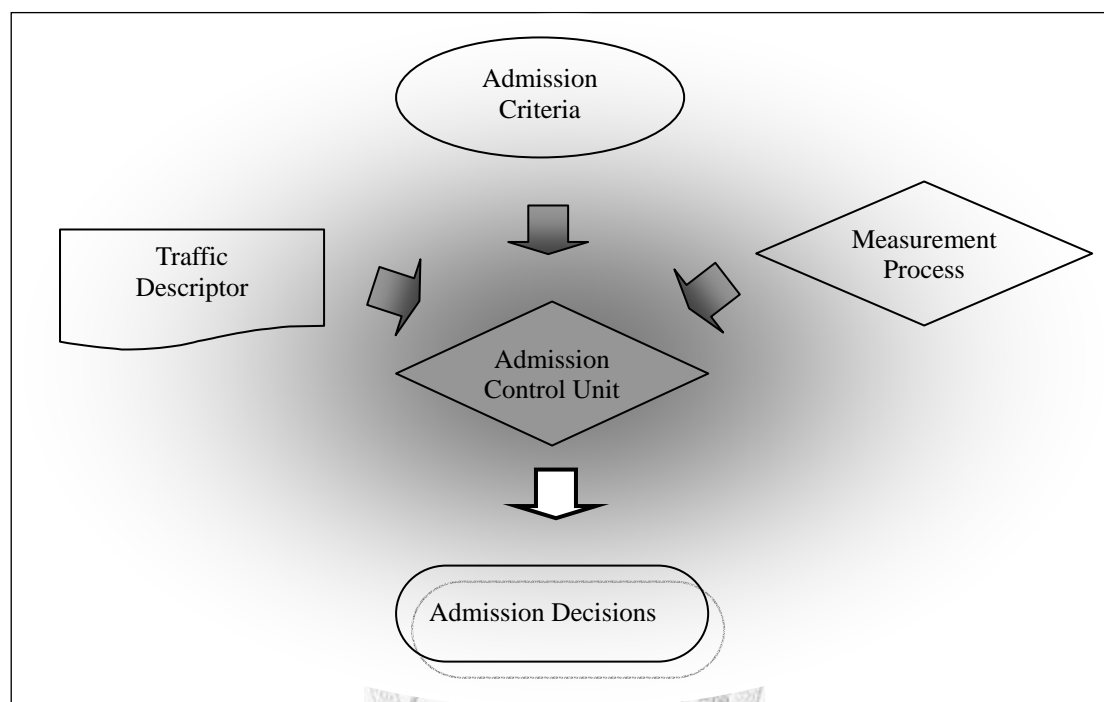 Admission
Criteria
Traffic
Descriptor
Measurement
Process
Admission
Control Unit
Admission Decisions